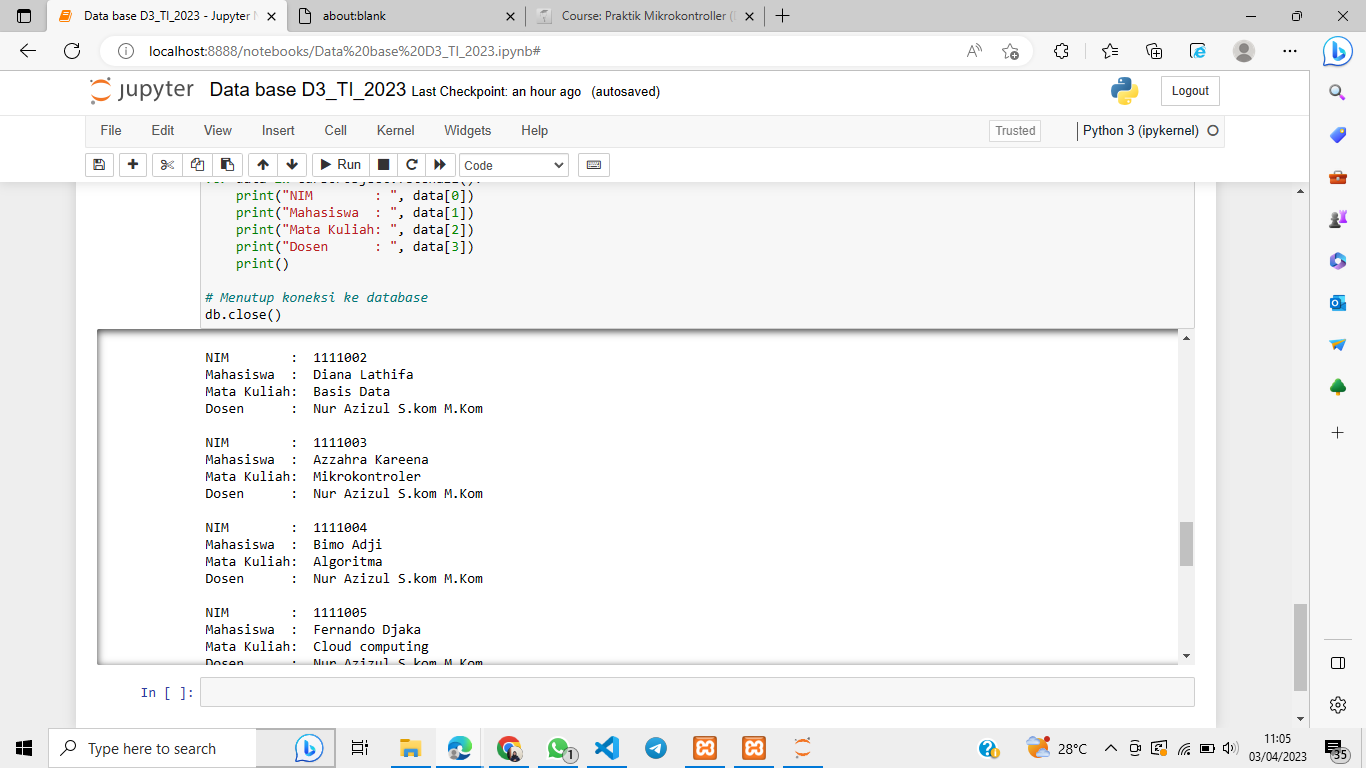 Data base D3_TI_2023 - Jupyter N
about:blank
Course: Praktik Mikrokontroller (
localhost:8888/notebooks/Data%20base%20D3_TI_2023.ipynb#
jupyter Data base D3_TI_2023 Last Checkpoint: an hour ago (autosaved)
Logout
File Edit View Insert Cell Kernel Widgets Help
Trusted
Python 3 (ipykernel)
Run
Code
print("NIM        : ", data[0])
print("Mahasiswa  : ", data[1])
print("Mata Kuliah: ", data[2])
print("Dosen      : ", data[3])
print()
# Menutup koneksi ke database
db.close()
NIM        :  1111002
Mahasiswa  :  Diana Lathifa
Mata Kuliah:  Basis Data
Dosen      :  Nur Azizul S.kom M.Kom
NIM        :  1111003
Mahasiswa  :  Azzahra Kareena
Mata Kuliah:  Mikrokontroler
Dosen      :  Nur Azizul S.kom M.Kom
NIM        :  1111004
Mahasiswa  :  Bimo Adji
Mata Kuliah:  Algoritma
Dosen      :  Nur Azizul S.kom M.Kom
NIM        :  1111005
Mahasiswa  :  Fernando Djaka
Mata Kuliah:  Cloud computing
Dosen      :  Nur Azizul S.kom M.Kom
In [ ]:
Type here to search
1
28°C
11:05
03/04/2023
35